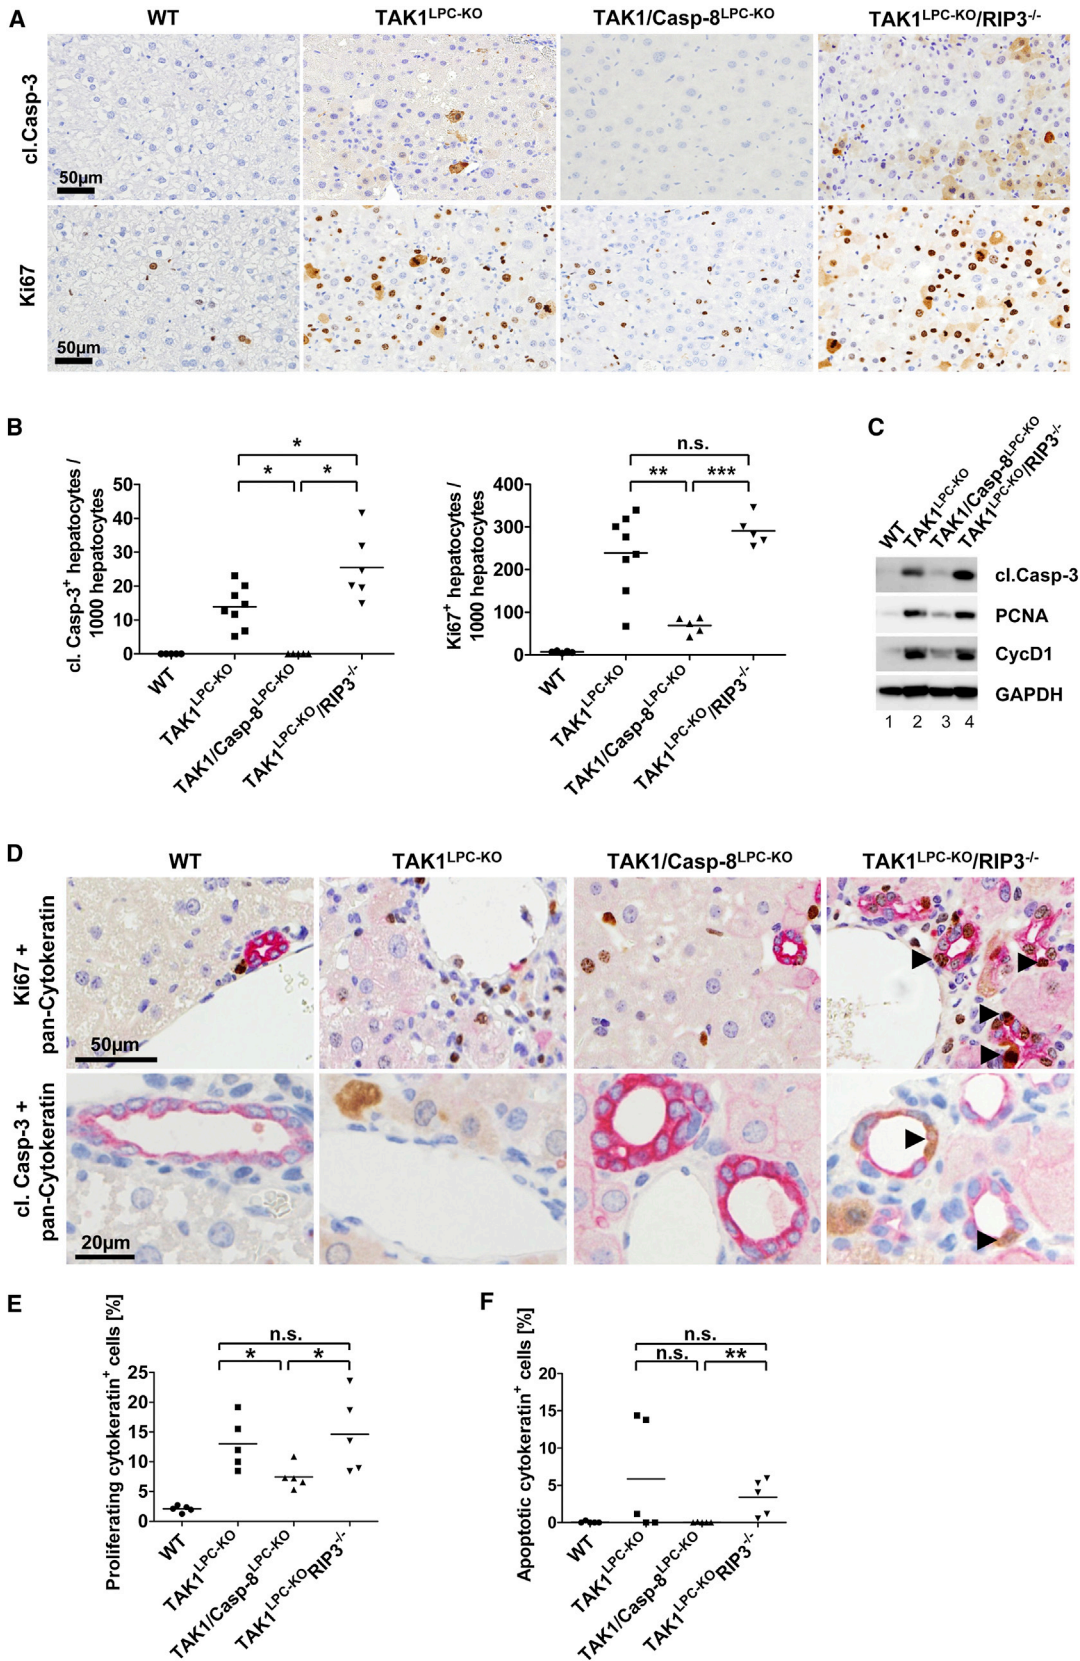 A
WT
TAK1LPC-KO
TAK1/Casp-8LPC-KO
TAK1LPC-KO/RIP3-/-
cl.Casp-3
50µm
Ki67
50µm
B
cl. Casp-3+ hepatocytes /
1000 hepatocytes
*
*
*
50
40
30
20
10
0
WT
TAK1LPC-KO
TAK1/Casp-8LPC-KO
TAK1LPC-KO/RIP3-/-
Ki67+ hepatocytes /
1000 hepatocytes
n.s.
**
***
400
300
200
100
0
WT
TAK1LPC-KO
TAK1/Casp-8LPC-KO
TAK1LPC-KO/RIP3-/-
C
WT
TAK1LPC-KO
TAK1/Casp-8LPC-KO
TAK1LPC-KO/RIP3-/-
cl.Casp-3
PCNA
CycD1
GAPDH
1 2 3 4
D
WT
TAK1LPC-KO
TAK1/Casp-8LPC-KO
TAK1LPC-KO/RIP3-/-
Ki67 +
pan-Cytokeratin
50µm
cl. Casp-3 +
pan-Cytokeratin
20µm
E
Proliferating cytokeratin+ cells [%]
n.s.
*
*
25
20
15
10
5
0
WT
TAK1LPC-KO
TAK1/Casp-8LPC-KO
TAK1LPC-KORIP3-/-
F
Apoptotic cytokeratin+ cells [%]
n.s.
n.s.
**
20
15
10
5
0
WT
TAK1LPC-KO
TAK1/Casp-8LPC-KO
TAK1LPC-KORIP3-/-